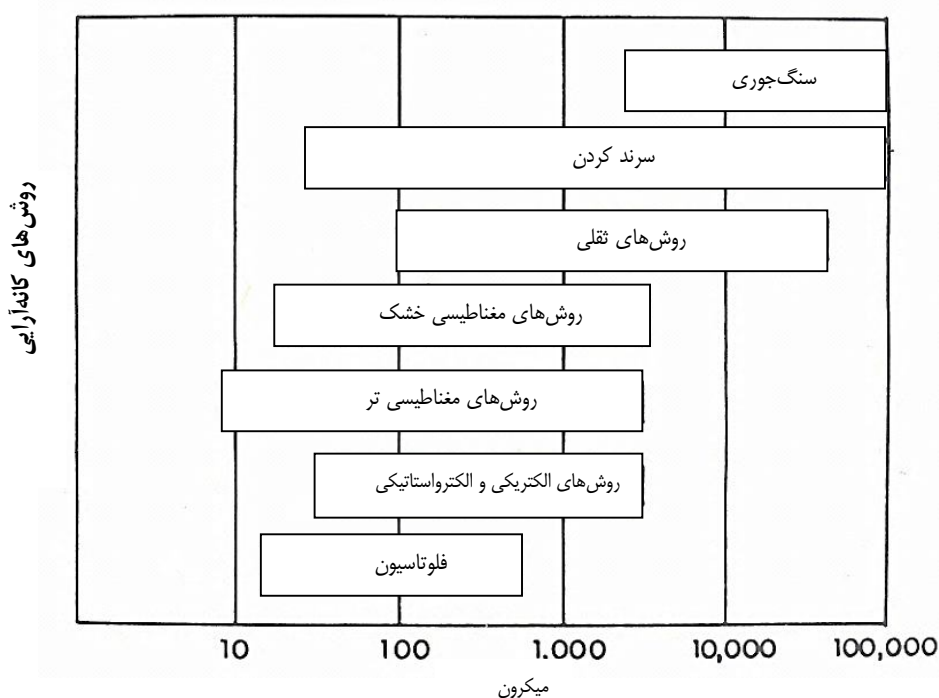 سنگ‌جوری
سرند کردن
روش‌های ثقلی
روش‌های مغناطیسی خشک
روش‌های مغناطیسی تر
روش‌های الکتریکی و الکترواستاتیکی
فلوتاسیون
روش‌های کانه‌آرایی
10 100 1.000 10,000 100,000
میکرون